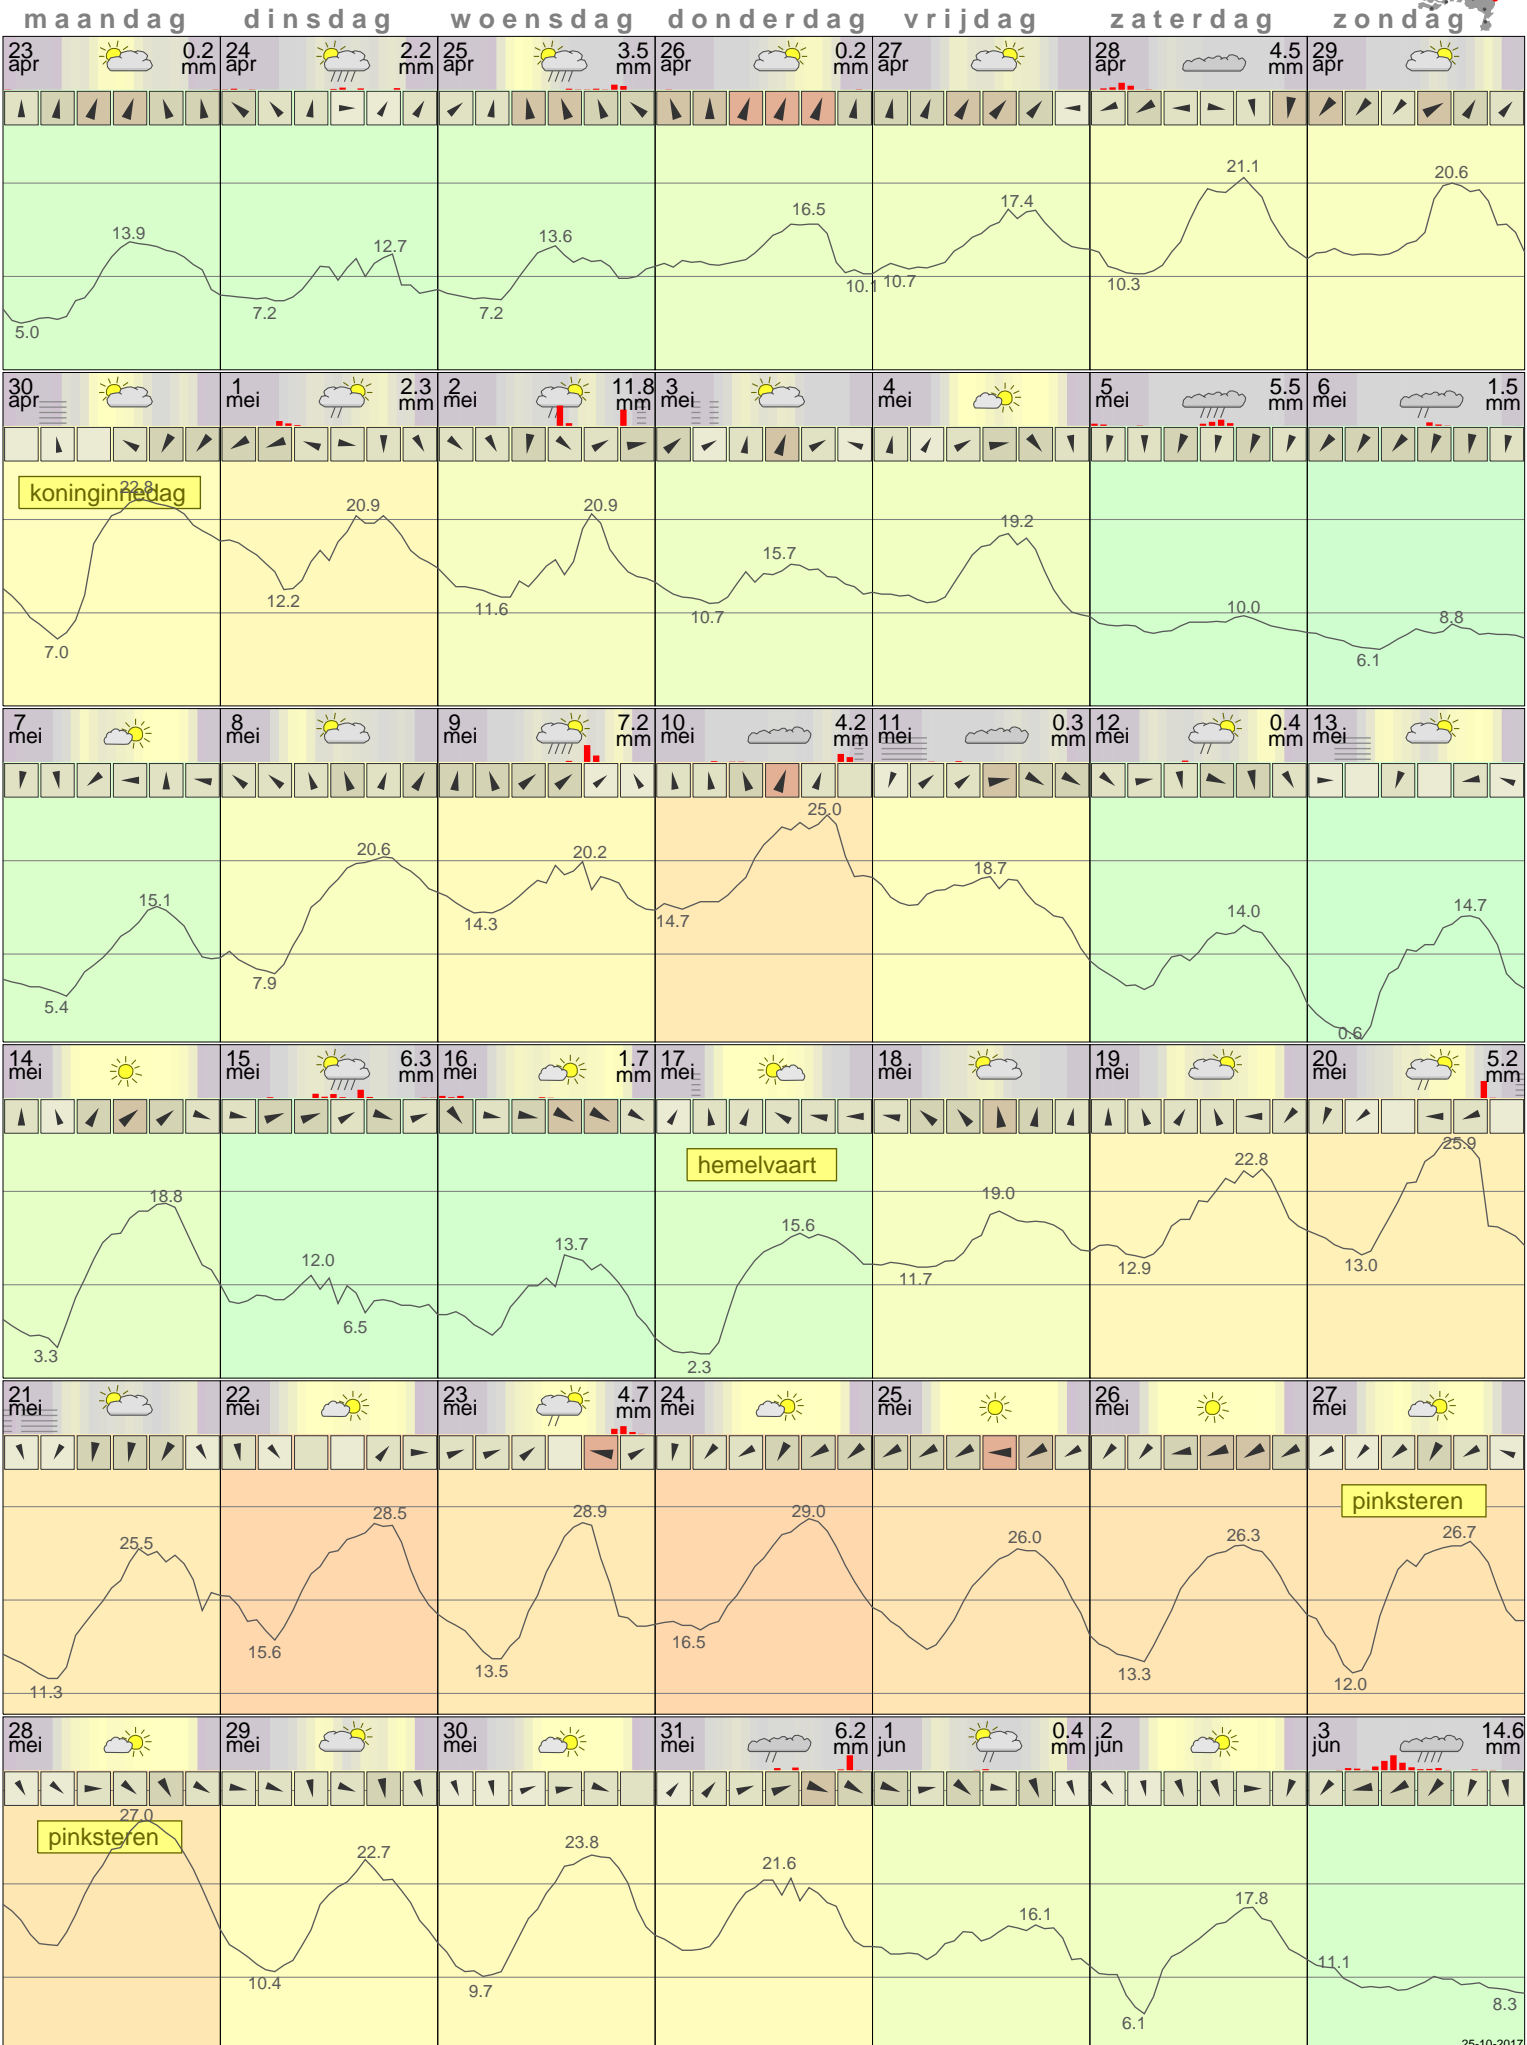 maandag dinsdag woensdag donderdag vrijdag zaterdag zondag
23 apr 0.2 mm 24 apr 2.2 mm 25 apr 3.5 mm 26 apr 0.2 mm 27 apr 28 apr 4.5 mm 29 apr
21.1
20.6
17.4
16.5
13.9 12.7 13.6
10.1 10.7 10.3
7.2 7.2
5.0
30 apr 1 mei 2.3 mm 2 mei 11.8 mm 3 mei 4 mei 5 mei 5.5 mm 6 mei 1.5 mm
koninginnedag
22.8
20.9 20.9
19.2
15.7
12.2 11.6 10.7 10.0 8.8
7.0 6.1
7 mei 8 mei 9 mei 7.2 mm 10 mei 4.2 mm 11 mei 0.3 mm 12 mei 0.4 mm 13 mei
25.0
20.6 20.2
18.7
15.1 14.3 14.7 14.0 14.7
7.9
5.4
0.6
14 mei 15 mei 6.3 mm 16 mei 1.7 mm 17 mei 18 mei 19 mei 20 mei 5.2 mm
25.9
hemelvaart
22.8
18.8 19.0
15.6
12.0 13.7 11.7 12.9 13.0
6.5
3.3 2.3
21 mei 22 mei 23 mei 4.7 mm 24 mei 25 mei 26 mei 27 mei
pinksteren
28.5 28.9 29.0
25.5 26.0 26.3 26.7
15.6 16.5
11.3 13.5 13.3 12.0
28 mei 29 mei 30 mei 31 mei 6.2 mm 1 jun 0.4 mm 2 jun 3 jun 14.6 mm
27.0
pinksteren
22.7 23.8
21.6
17.8
16.1
11.1
10.4 9.7 8.3
6.1
25-10-2017